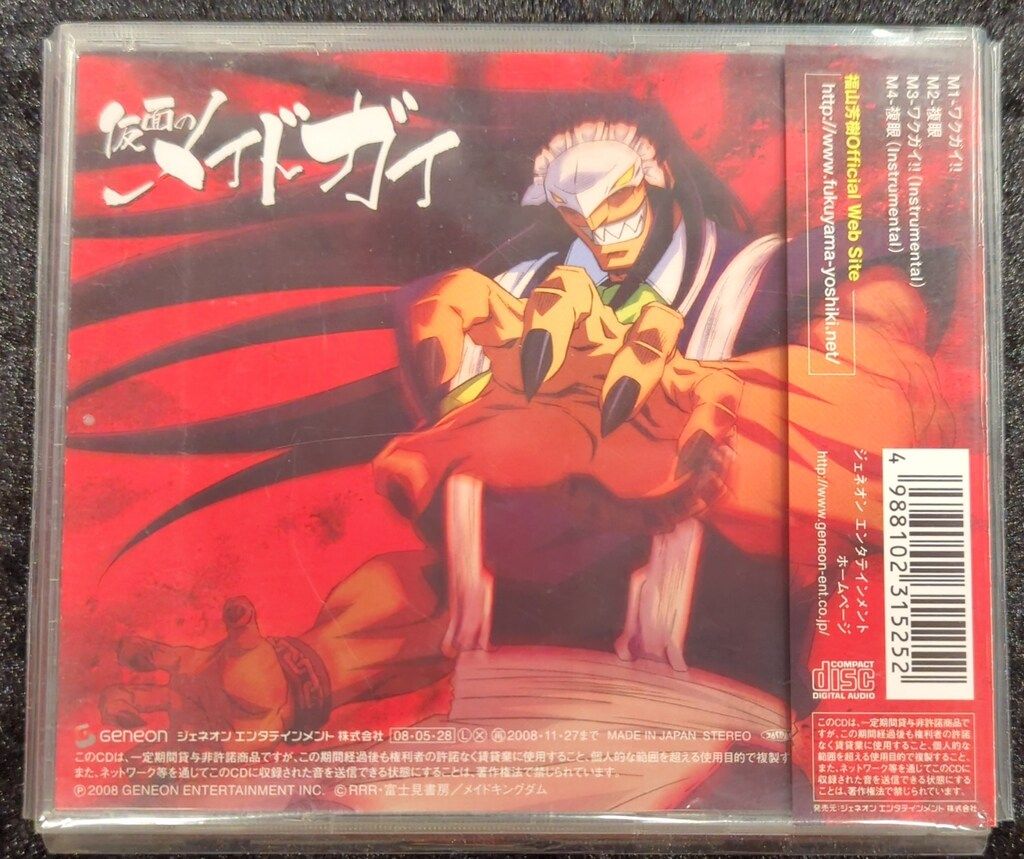 仮面のメイドガイ
M1-ワクガイ!!
M2-複眼
M3-ワクガイ!! (Instrumental)
M4-複眼 (Instrumental)
福山芳樹Official Web Site
http://www.fukuyama-yoshiki.net/
ジェネオン エンタテインメント
ホームページ
http://www.geneon-ent.co.jp/
4 988102 315252
COMPACT
disc
DIGITAL AUDIO
Geneon ジェネオン エンタテインメント 株式会社 08-05-28 Ⓛ Ⓧ 再 2008・11・27まで MADE IN JAPAN STEREO
このCDは、一定期間貸与非許諾商品ですが、この期間経過後も権利者の許諾なく賃貸業に使用すること、個人的な範囲を超える使用目的で複製す
また、ネットワーク等を通じてこのCDに収録された音を送信できる状態にすることは、著作権法で禁じられています。
Ⓟ2008 GENEON ENTERTAINMENT INC. ©RRR・富士見書房/メイドキングダム
このCDは、一定期間貸与非許諾商品で
すが、この期間経過後も権利者の許諾
なく賃貸業に使用すること、個人的な
範囲を超える使用目的で複製すること、
また、ネットワーク等を通じてこのCDに
収録された音を送信できる状態にする
ことは、著作権法で禁じられています。
発売元:ジェネオン エンタテインメント 株式会社